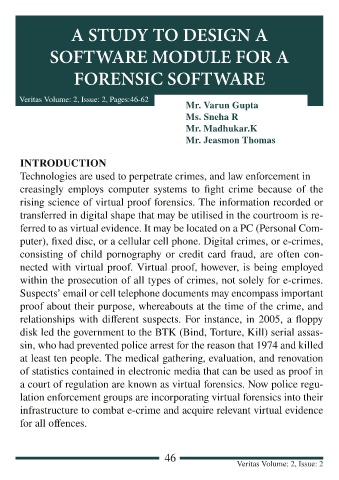 A STUDY TO DESIGN A
SOFTWARE MODULE FOR A
FORENSIC SOFTWARE
Veritas Volume: 2, Issue: 2, Pages:46-62
Mr. Varun Gupta
Ms. Sneha R
Mr. Madhukar.K
Mr. Jeasmon Thomas
INTRODUCTION
Technologies are used to perpetrate crimes, and law enforcement in
creasingly employs computer systems to fight crime because of the
rising science of virtual proof forensics. The information recorded or
transferred in digital shape that may be utilised in the courtroom is re-
ferred to as virtual evidence. It may be located on a PC (Personal Com-
puter), fixed disc, or a cellular cell phone. Digital crimes, or e-crimes,
consisting of child pornography or credit card fraud, are often con-
nected with virtual proof. Virtual proof, however, is being employed
within the prosecution of all types of crimes, not solely for e-crimes.
Suspects' email or cell telephone documents may encompass important
proof about their purpose, whereabouts at the time of the crime, and
relationships with different suspects. For instance, in 2005, a floppy
disk led the government to the BTK (Bind, Torture, Kill) serial assas-
sin, who had prevented police arrest for the reason that 1974 and killed
at least ten people. The medical gathering, evaluation, and renovation
of statistics contained in electronic media that can be used as proof in
a court of regulation are known as virtual forensics. Now police regu-
lation enforcement groups are incorporating virtual forensics into their
infrastructure to combat e-crime and acquire relevant virtual evidence
for all offences.
46
Veritas Volume: 2, Issue: 2